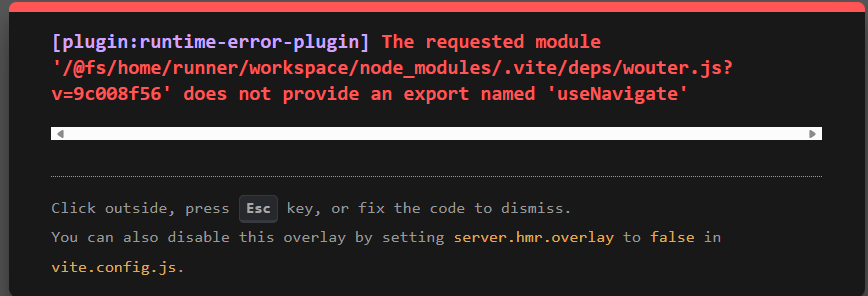 [plugin:runtime-error-plugin] The requested module
'/@fs/home/runner/workspace/node_modules/.vite/deps/wouter.js?
v=9c008f56' does not provide an export named 'useNavigate'
Click outside, press Esc key, or fix the code to dismiss.
You can also disable this overlay by setting server.hmr.overlay to false in
vite.config.js.